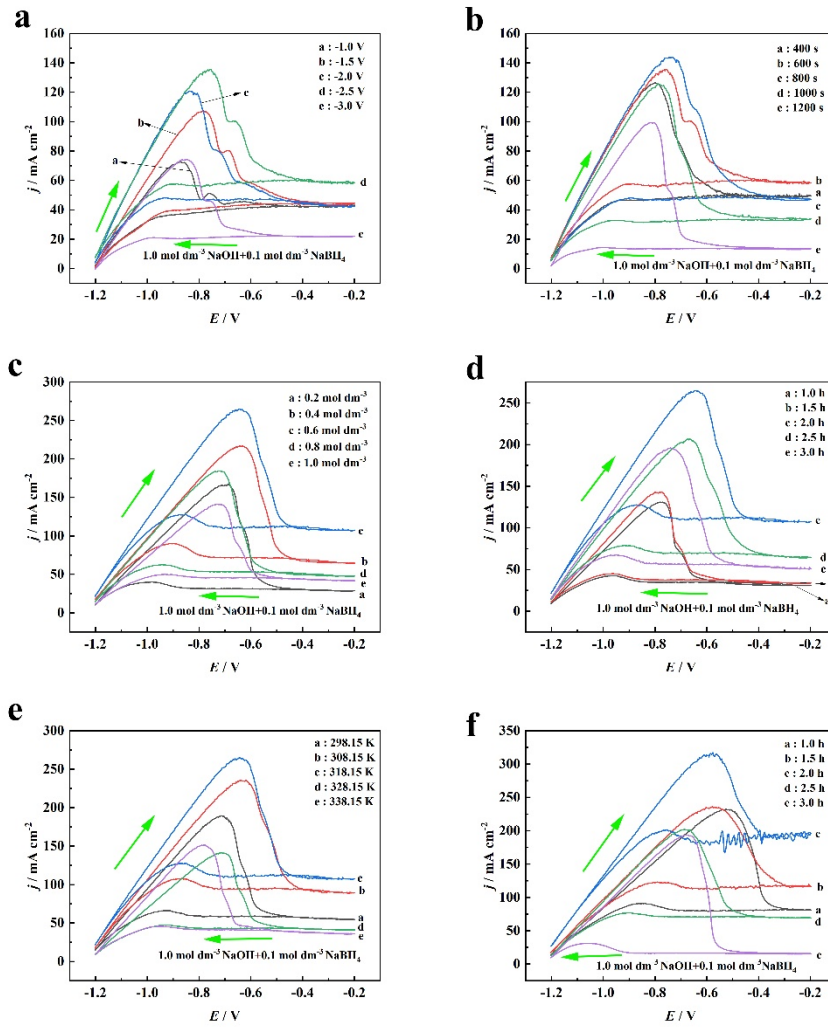 a
j / mA cm⁻²
160
140
120
100
80
60
40
20
0
a : -1.0 V
b : -1.5 V
c : -2.0 V
d : -2.5 V
e : -3.0 V
c
b
a
d
e
1.0 mol dm⁻³ NaOH+0.1 mol dm⁻³ NaBH₄
-1.2 -1.0 -0.8 -0.6 -0.4 -0.2
E / V
b
j / mA cm⁻²
160
140
120
100
80
60
40
20
0
a : 400 s
b : 600 s
c : 800 s
d : 1000 s
e : 1200 s
b
a
c
d
e
1.0 mol dm⁻³ NaOH+0.1 mol dm⁻³ NaBH₄
-1.2 -1.0 -0.8 -0.6 -0.4 -0.2
E / V
c
j / mA cm⁻²
300
250
200
150
100
50
0
a : 0.2 mol dm⁻³
b : 0.4 mol dm⁻³
c : 0.6 mol dm⁻³
d : 0.8 mol dm⁻³
e : 1.0 mol dm⁻³
c
b
d
e
a
1.0 mol dm⁻³ NaOH+0.1 mol dm⁻³ NaBH₄
-1.2 -1.0 -0.8 -0.6 -0.4 -0.2
E / V
d
j / mA cm⁻²
250
200
150
100
50
0
a : 1.0 h
b : 1.5 h
c : 2.0 h
d : 2.5 h
e : 3.0 h
c
d
e
a
1.0 mol dm⁻³ NaOH+0.1 mol dm⁻³ NaBH₄
-1.2 -1.0 -0.8 -0.6 -0.4 -0.2
E / V
e
j / mA cm⁻²
300
250
200
150
100
50
0
a : 298.15 K
b : 308.15 K
c : 318.15 K
d : 328.15 K
e : 338.15 K
c
b
a
d
e
1.0 mol dm⁻³ NaOH+0.1 mol dm⁻³ NaBH₄
-1.2 -1.0 -0.8 -0.6 -0.4 -0.2
E / V
f
j / mA cm⁻²
350
300
250
200
150
100
50
0
a : 1.0 h
b : 1.5 h
c : 2.0 h
d : 2.5 h
e : 3.0 h
c
b
a
d
e
1.0 mol dm⁻³ NaOH+0.1 mol dm⁻³ NaBH₄
-1.2 -1.0 -0.8 -0.6 -0.4 -0.2
E / V